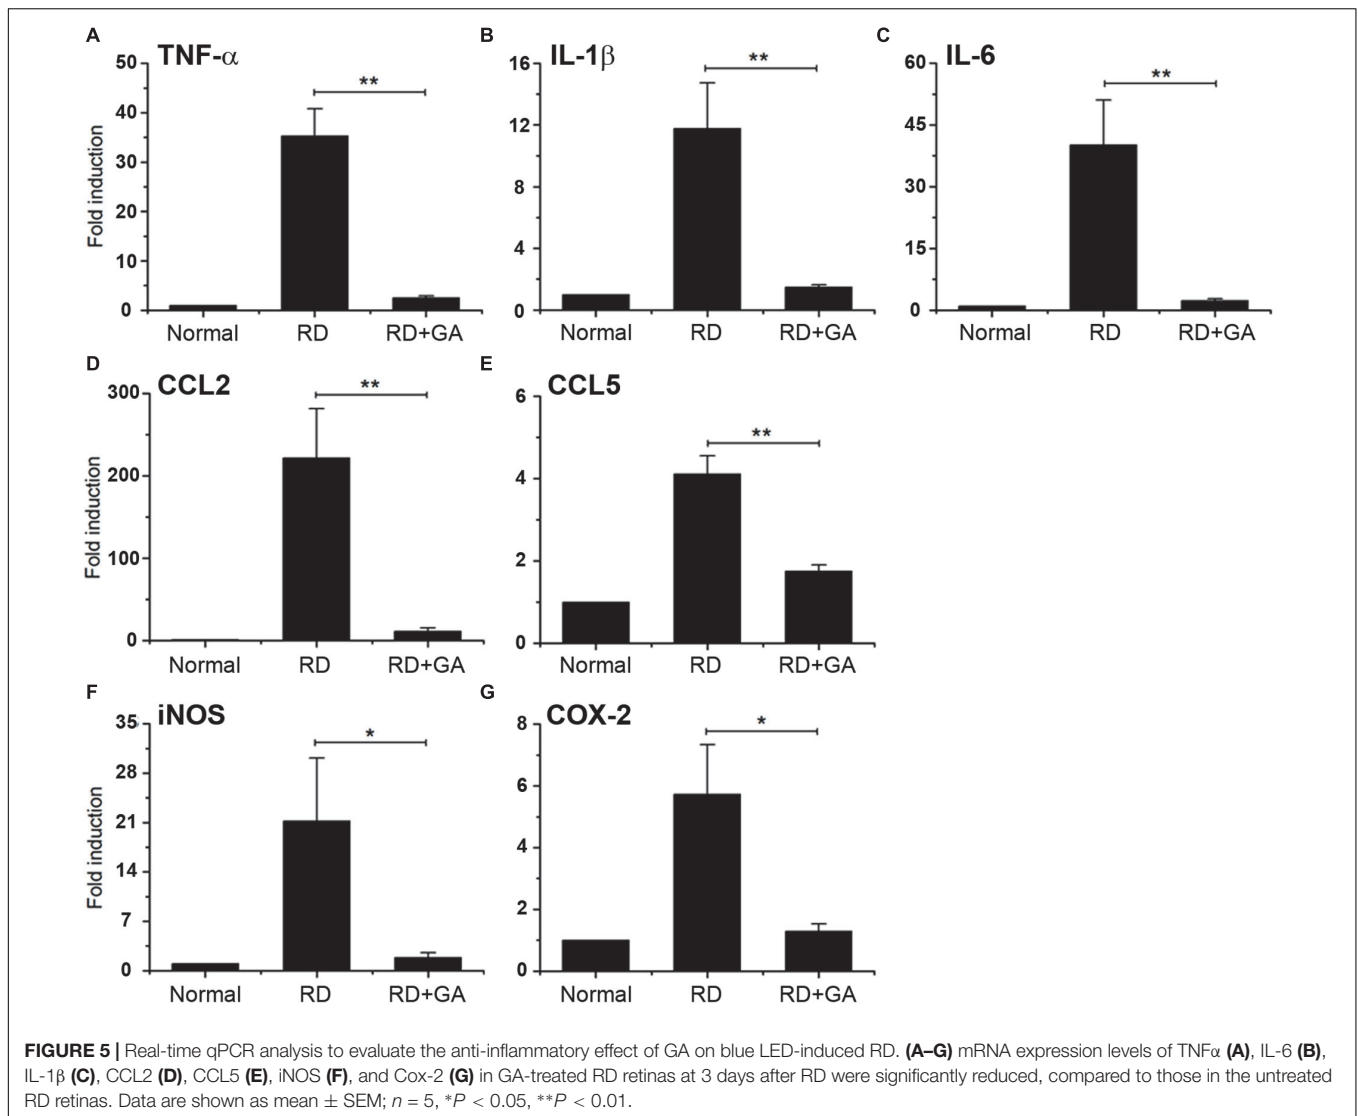 A
TNF-α
50
40
30
20
10
0
Fold induction
**
Normal RD RD+GA
B
IL-1β
16
12
8
4
0
**
Normal RD RD+GA
C
IL-6
60
45
30
15
0
**
Normal RD RD+GA
D
CCL2
300
200
100
0
Fold induction
**
Normal RD RD+GA
E
CCL5
6
4
2
0
**
Normal RD RD+GA
F
iNOS
35
28
21
14
7
0
Fold induction
*
Normal RD RD+GA
G
COX-2
8
6
4
2
0
*
Normal RD RD+GA
FIGURE 5 | Real-time qPCR analysis to evaluate the anti-inflammatory effect of GA on blue LED-induced RD. (A–G) mRNA expression levels of TNFα (A), IL-6 (B),
IL-1β (C), CCL2 (D), CCL5 (E), iNOS (F), and Cox-2 (G) in GA-treated RD retinas at 3 days after RD were significantly reduced, compared to those in the untreated
RD retinas. Data are shown as mean ± SEM; n = 5, *P < 0.05, **P < 0.01.